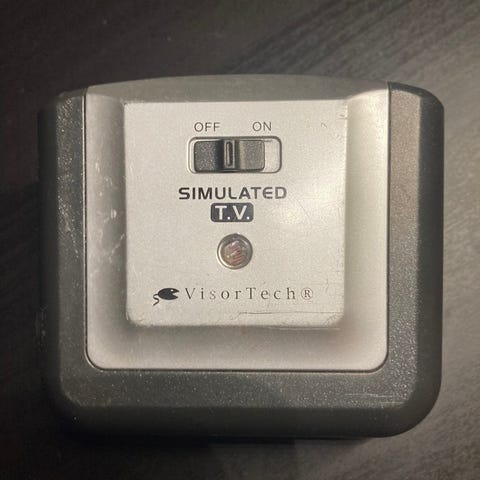 OFF ON
SIMULATED
T.V.
VisorTech®